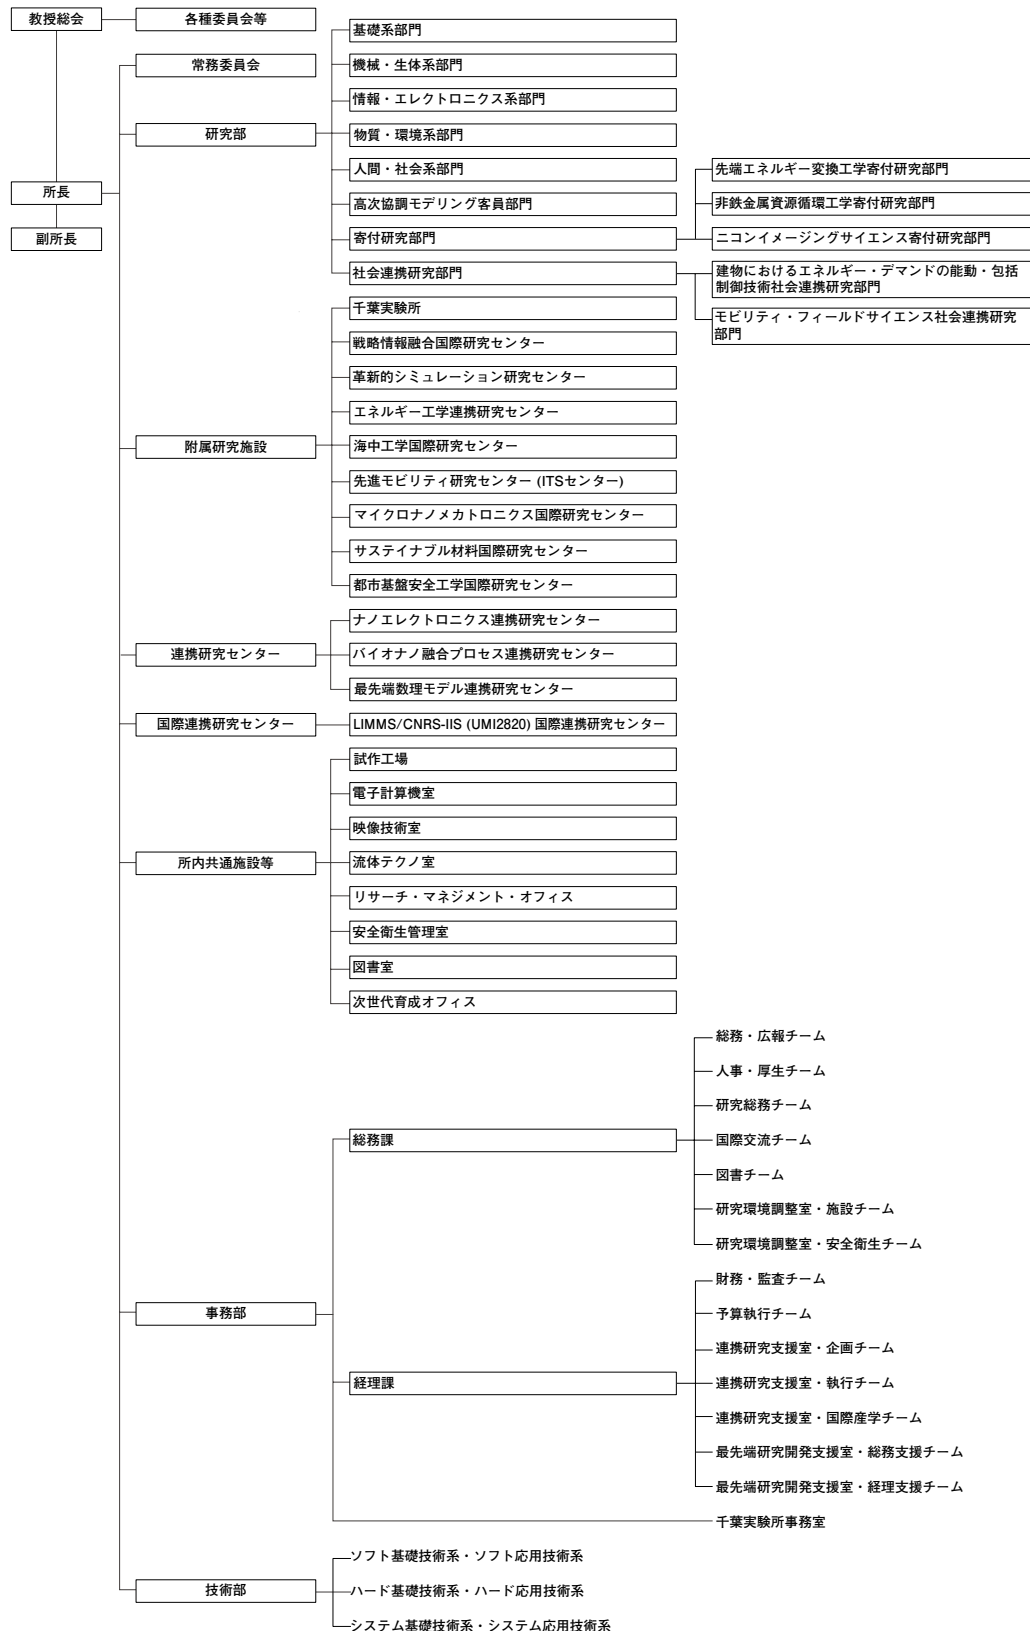 教授総会
各種委員会等
常務委員会
研究部
基礎系部門
機械・生体系部門
情報・エレクトロニクス系部門
物質・環境系部門
人間・社会系部門
高次協調モデリング客員部門
寄付研究部門
社会連携研究部門
先端エネルギー変換工学寄付研究部門
非鉄金属資源循環工学寄付研究部門
ニコンイメージングサイエンス寄付研究部門
建物におけるエネルギー・デマンドの能動・包括
制御技術社会連携研究部門
モビリティ・フィールドサイエンス社会連携研究
部門
所長
副所長
附属研究施設
千葉実験所
戦略情報融合国際研究センター
革新的シミュレーション研究センター
エネルギー工学連携研究センター
海中工学国際研究センター
先進モビリティ研究センター (ITSセンター)
マイクロナノメカトロニクス国際研究センター
サステイナブル材料国際研究センター
都市基盤安全工学国際研究センター
連携研究センター
ナノエレクトロニクス連携研究センター
バイオナノ融合プロセス連携研究センター
最先端数理モデル連携研究センター
国際連携研究センター
LIMMS/CNRS-IIS (UMI2820) 国際連携研究センター
所内共通施設等
試作工場
電子計算機室
映像技術室
流体テクノ室
リサーチ・マネジメント・オフィス
安全衛生管理室
図書室
次世代育成オフィス
事務部
総務課
総務・広報チーム
人事・厚生チーム
研究総務チーム
国際交流チーム
図書チーム
研究環境調整室・施設チーム
研究環境調整室・安全衛生チーム
経理課
財務・監査チーム
予算執行チーム
連携研究支援室・企画チーム
連携研究支援室・執行チーム
連携研究支援室・国際産学チーム
最先端研究開発支援室・総務支援チーム
最先端研究開発支援室・経理支援チーム
千葉実験所事務室
技術部
ソフト基礎技術系・ソフト応用技術系
ハード基礎技術系・ハード応用技術系
システム基礎技術系・システム応用技術系